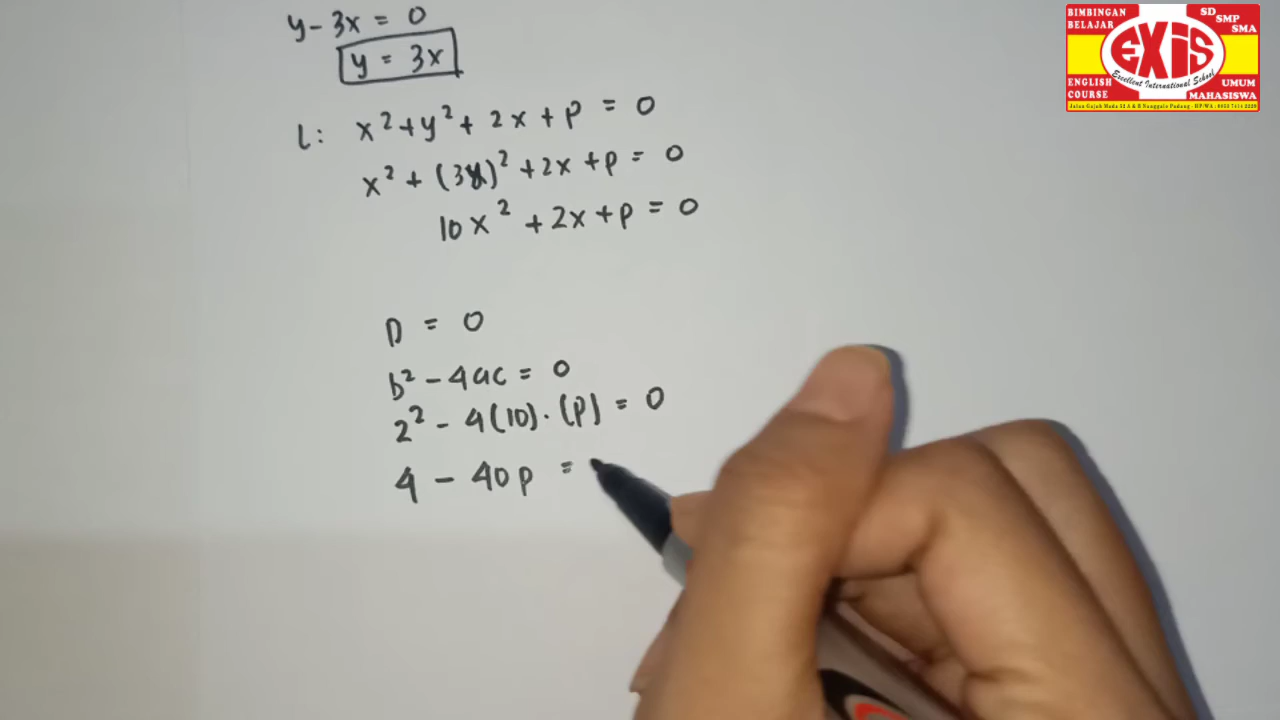 y - 3x = 0
y = 3x
L: x² + y² + 2x + p = 0
x² + (3x)² + 2x + p = 0
10x² + 2x + p = 0
D = 0
b² - 4ac = 0
2² - 4(10) . (p) = 0
4 - 40p =
BIMBINGAN BELAJAR
SD
SMP
SMA
EXIS
Excellent International School
ENGLISH COURSE
UMUM
MAHASISWA